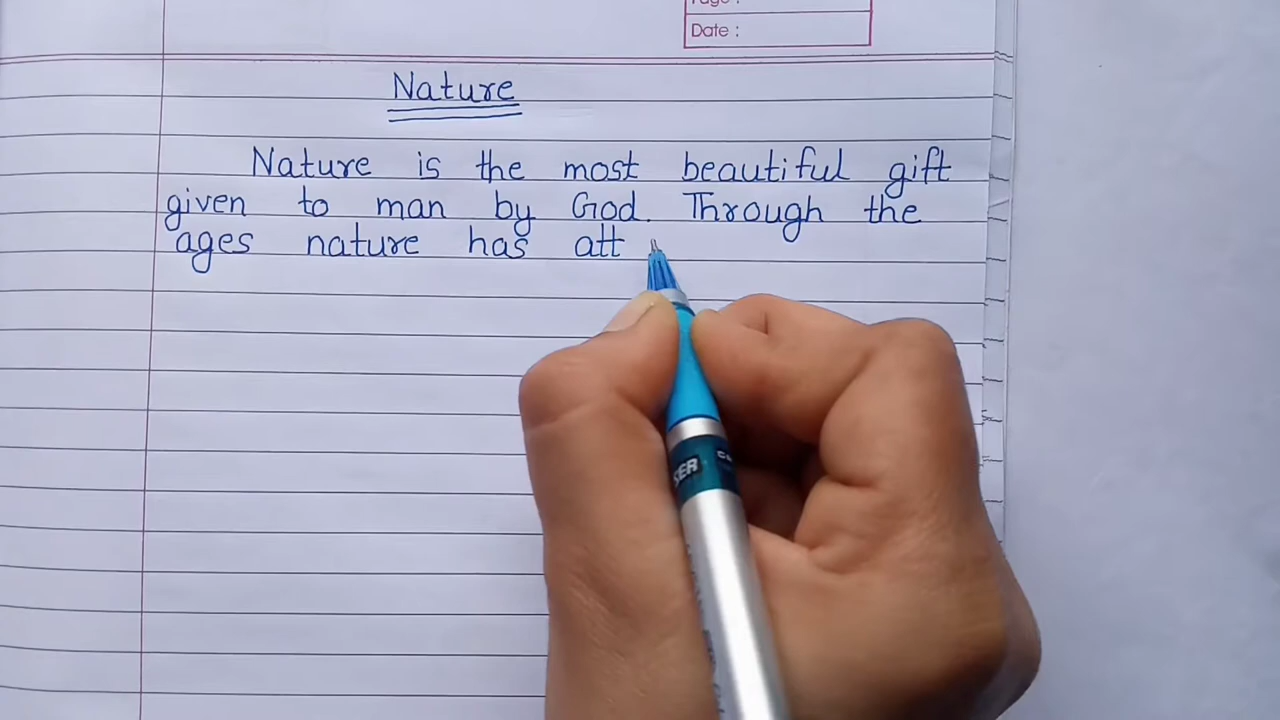 Date :
Nature
Nature is the most beautiful gift
given to man by God. Through the
ages nature has att